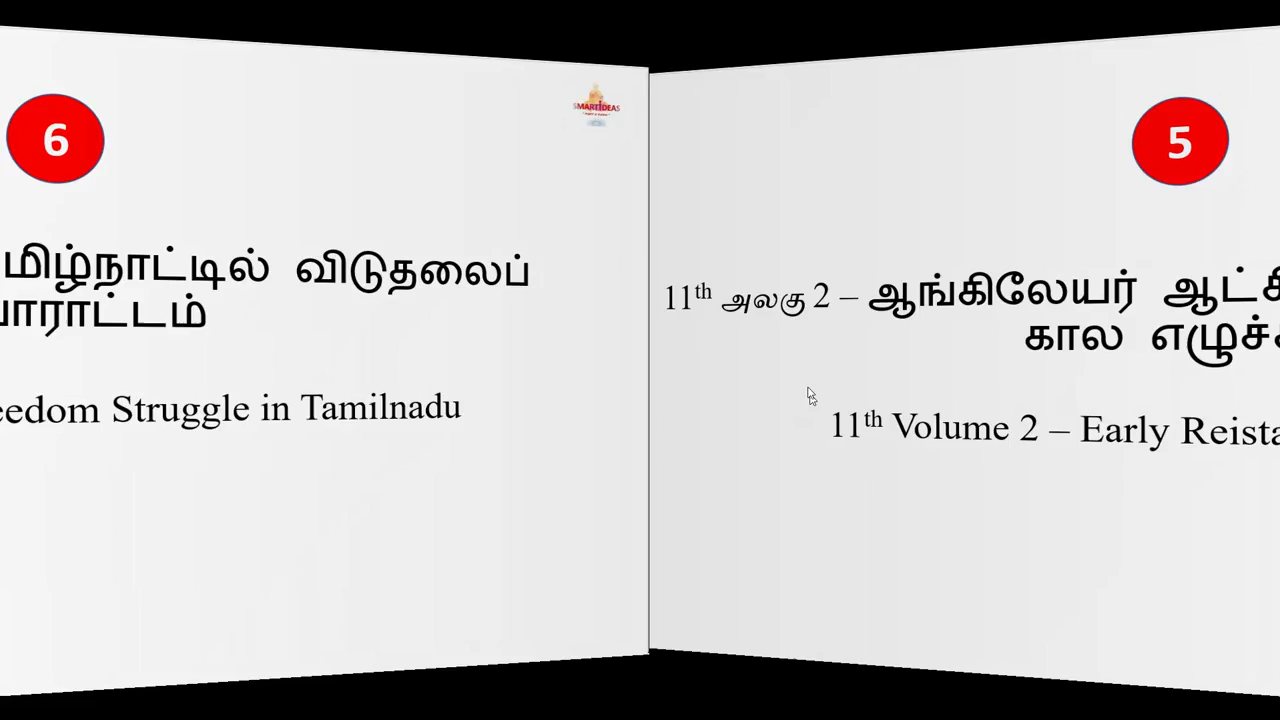 6
SMARTIDEAS
மிழ்நாட்டில் விடுதலைப்
பாராட்டம்
eedom Struggle in Tamilnadu
5
11th அலகு 2 – ஆங்கிலேயர் ஆட்சி
கால எழுச்ச
11th Volume 2 – Early Reista